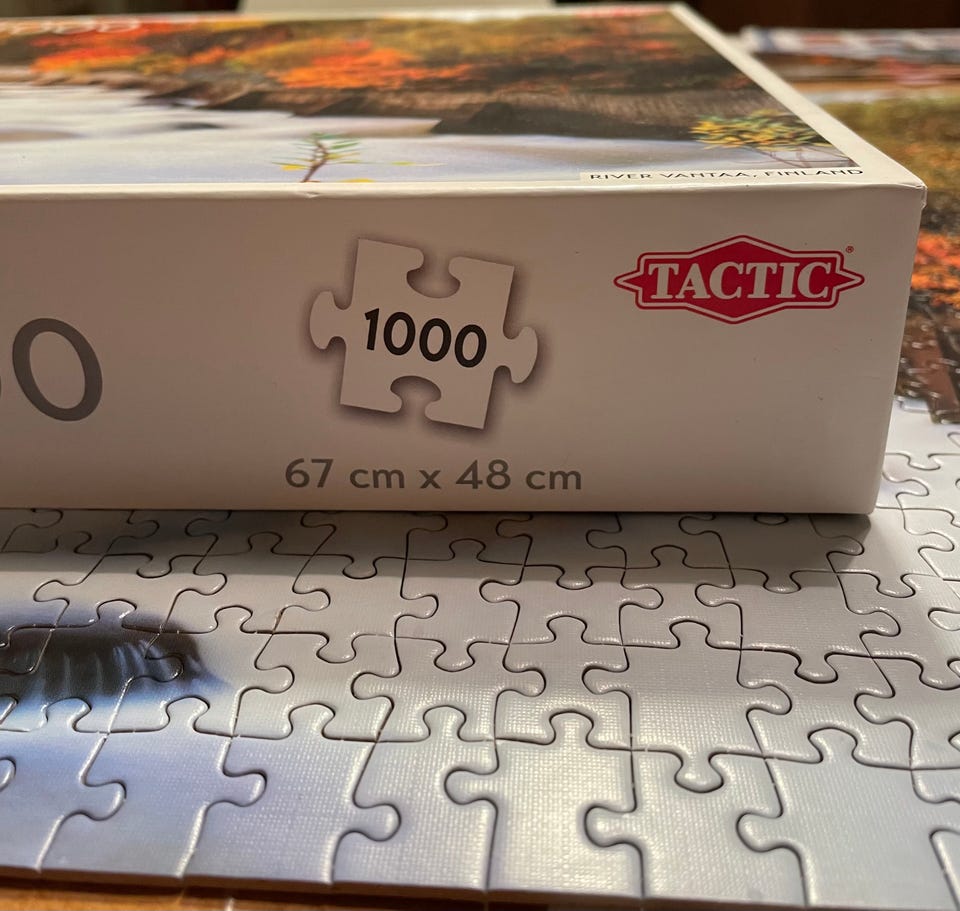 RIVER VANTAA, FINLAND
TACTIC®
1000
67 cm x 48 cm